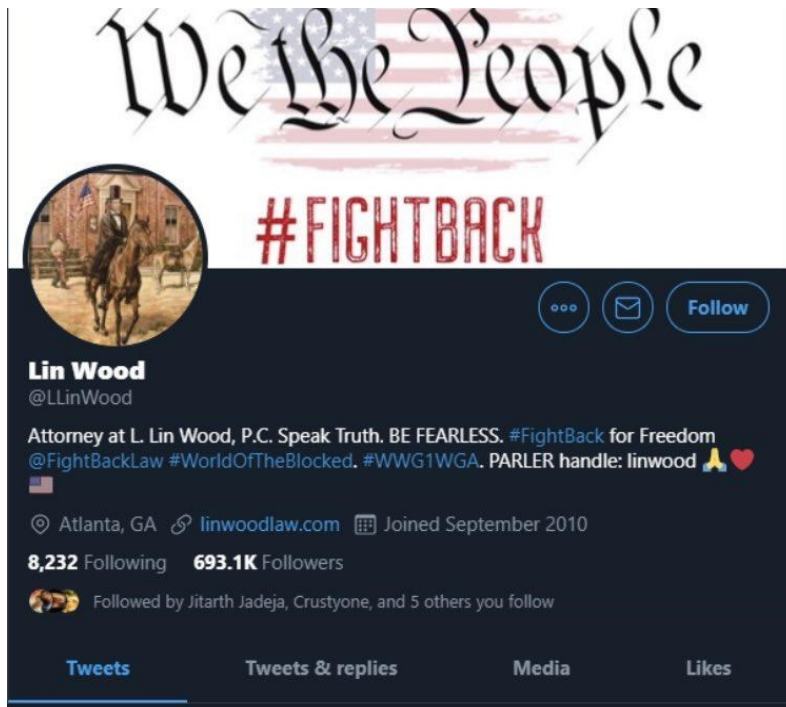 We the People
#FIGHTBACK
Follow
Lin Wood
@LLinWood
Attorney at L. Lin Wood, P.C. Speak Truth. BE FEARLESS. #FightBack for Freedom
@FightBackLaw #WorldOfTheBlocked. #WWG1WGA. PARLER handle: linwood 🙏❤️
🇺🇸
Atlanta, GA linwoodlaw.com Joined September 2010
8,232 Following 693.1K Followers
Followed by Jitarth Jadeja, Crustyone, and 5 others you follow
Tweets Tweets & replies Media Likes